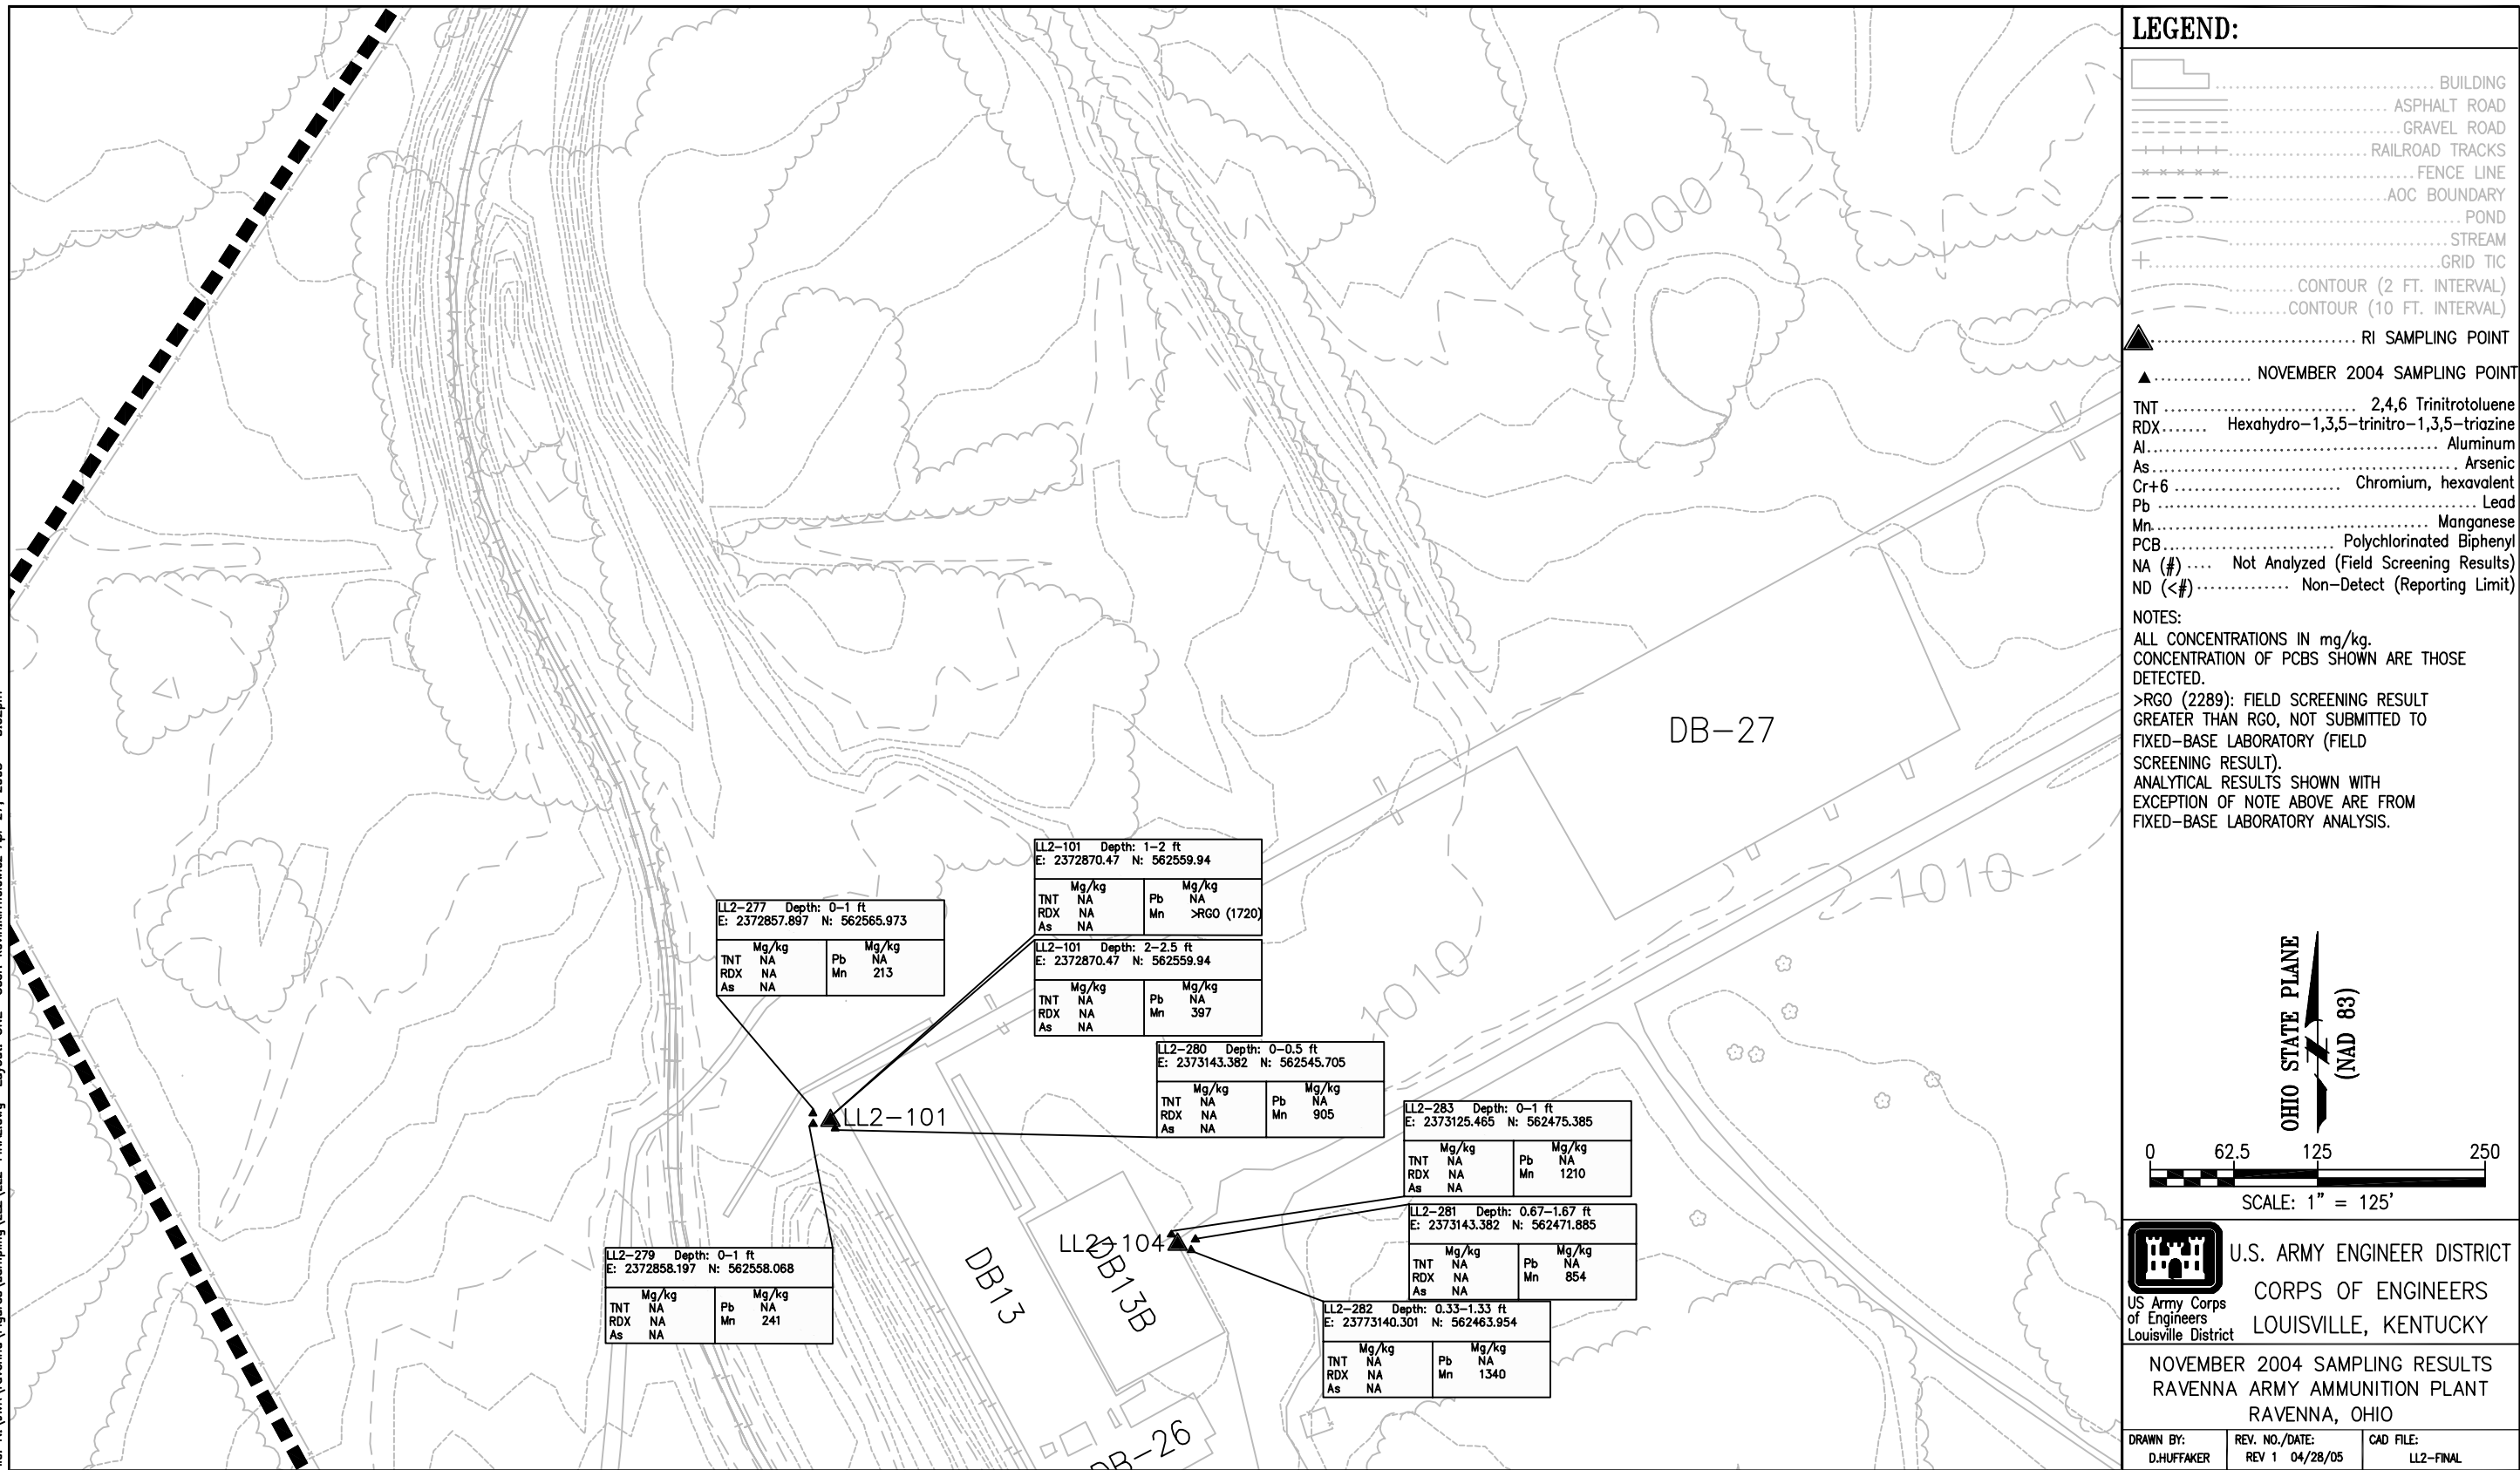 1000
DB-27
1010
1010
LL2-101 Depth: 1-2 ft
E: 2372870.47 N: 562559.94
Mg/kg Mg/kg
TNT NA Pb NA
RDX NA Mn >RGO (1720)
As NA
LL2-277 Depth: 0-1 ft
E: 2372857.897 N: 562565.973
Mg/kg Mg/kg
TNT NA Pb NA
RDX NA Mn 213
As NA
LL2-101 Depth: 2-2.5 ft
E: 2372870.47 N: 562559.94
Mg/kg Mg/kg
TNT NA Pb NA
RDX NA Mn 397
As NA
LL2-280 Depth: 0-0.5 ft
E: 2373143.382 N: 562545.705
Mg/kg Mg/kg
TNT NA Pb NA
RDX NA Mn 905
As NA
LL2-101
LL2-283 Depth: 0-1 ft
E: 2373125.465 N: 562475.385
Mg/kg Mg/kg
TNT NA Pb NA
RDX NA Mn 1210
As NA
LL2-281 Depth: 0.67-1.67 ft
E: 2373143.382 N: 562471.885
Mg/kg Mg/kg
TNT NA Pb NA
RDX NA Mn 854
As NA
LL2-104
LL2-279 Depth: 0-1 ft
E: 2372858.197 N: 562558.068
Mg/kg Mg/kg
TNT NA Pb NA
RDX NA Mn 241
As NA
DB13
DB13B
LL2-282 Depth: 0.33-1.33 ft
E: 23773140.301 N: 562463.954
Mg/kg Mg/kg
TNT NA Pb NA
RDX NA Mn 1340
As NA
DB-26
LEGEND:
BUILDING
ASPHALT ROAD
GRAVEL ROAD
RAILROAD TRACKS
FENCE LINE
AOC BOUNDARY
POND
STREAM
GRID TIC
CONTOUR (2 FT. INTERVAL)
CONTOUR (10 FT. INTERVAL)
RI SAMPLING POINT
NOVEMBER 2004 SAMPLING POINT
TNT 2,4,6 Trinitrotoluene
RDX Hexahydro-1,3,5-trinitro-1,3,5-triazine
Al Aluminum
As Arsenic
Cr+6 Chromium, hexavalent
Pb Lead
Mn Manganese
PCB Polychlorinated Biphenyl
NA (#) Not Analyzed (Field Screening Results)
ND (<#) Non-Detect (Reporting Limit)
NOTES:
ALL CONCENTRATIONS IN mg/kg.
CONCENTRATION OF PCBS SHOWN ARE THOSE
DETECTED.
>RGO (2289): FIELD SCREENING RESULT
GREATER THAN RGO, NOT SUBMITTED TO
FIXED-BASE LABORATORY (FIELD
SCREENING RESULT).
ANALYTICAL RESULTS SHOWN WITH
EXCEPTION OF NOTE ABOVE ARE FROM
FIXED-BASE LABORATORY ANALYSIS.
OHIO STATE PLANE
(NAD 83)
N
0 62.5 125 250
SCALE: 1" = 125'
US Army Corps
of Engineers
Louisville District
U.S. ARMY ENGINEER DISTRICT
CORPS OF ENGINEERS
LOUISVILLE, KENTUCKY
NOVEMBER 2004 SAMPLING RESULTS
RAVENNA ARMY AMMUNITION PLANT
RAVENNA, OHIO
DRAWN BY:
D.HUFFAKER
REV. NO./DATE:
REV 1 04/28/05
CAD FILE:
LL2-FINAL